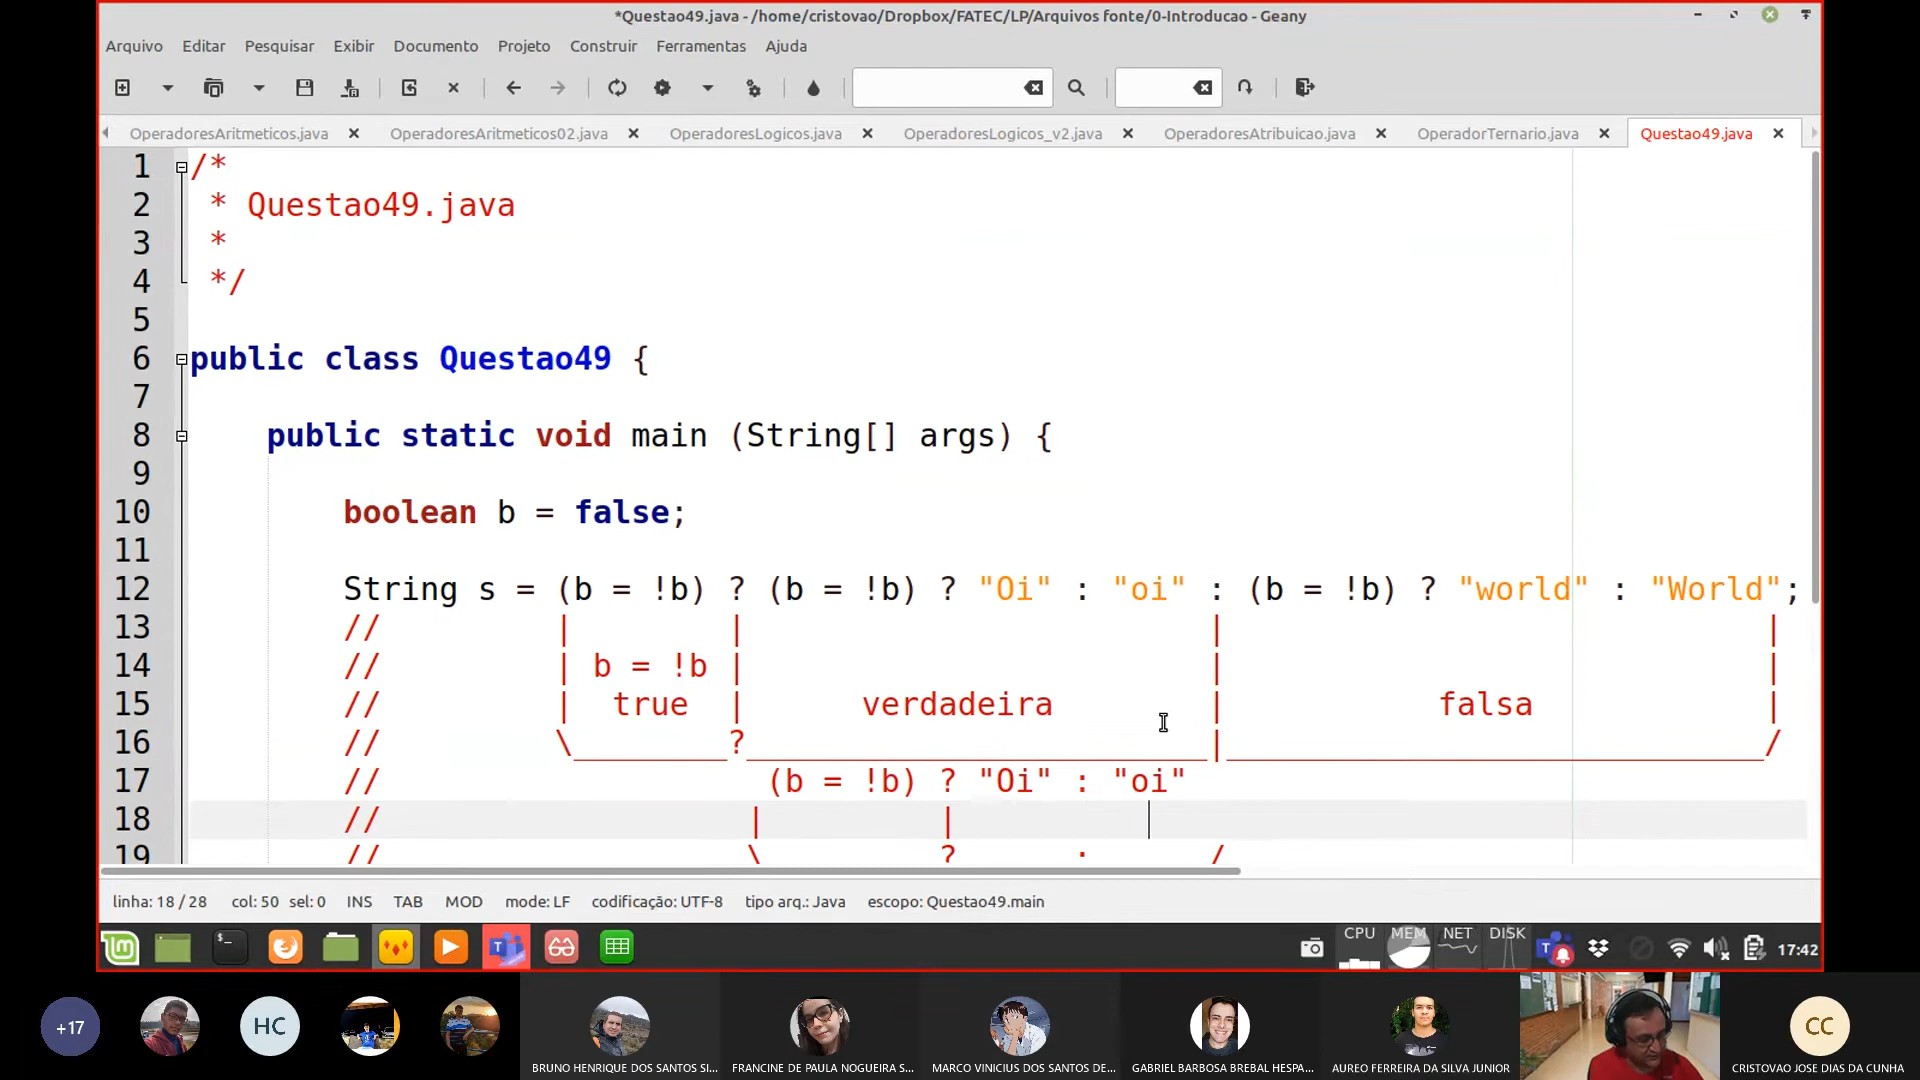 *Questao49.java - /home/cristovao/Dropbox/FATEC/LP/Arquivos fonte/0-Introducao - Geany
Arquivo Editar Pesquisar Exibir Documento Projeto Construir Ferramentas Ajuda
OperadoresAritmeticos.java OperadoresAritmeticos02.java OperadoresLogicos.java OperadoresLogicos_v2.java OperadoresAtribuicao.java OperadorTernario.java Questao49.java
1 /*
2 * Questao49.java
3 *
4 */
5
6 public class Questao49 {
7
8 public static void main (String[] args) {
9
10 boolean b = false;
11
12 String s = (b = !b) ? (b = !b) ? "Oi" : "oi" : (b = !b) ? "world" : "World";
13 // | | | |
14 // | b = !b | | |
15 // | true | verdadeira | falsa |
16 // \________?________________________|____________________________/
17 // (b = !b) ? "Oi" : "oi"
18 // | |
19 // \ ? : /
linha: 18 / 28 col: 50 sel: 0 INS TAB MOD mode: LF codificação: UTF-8 tipo arq.: Java escopo: Questao49.main
CPU MEM NET DISK 17:42
+17 HC CC
BRUNO HENRIQUE DOS SANTOS SI... FRANCINE DE PAULA NOGUEIRA S... MARCO VINICIUS DOS SANTOS DE... GABRIEL BARBOSA BREBAL HESPA... AUREO FERREIRA DA SILVA JUNIOR CRISTOVAO JOSE DIAS DA CUNHA